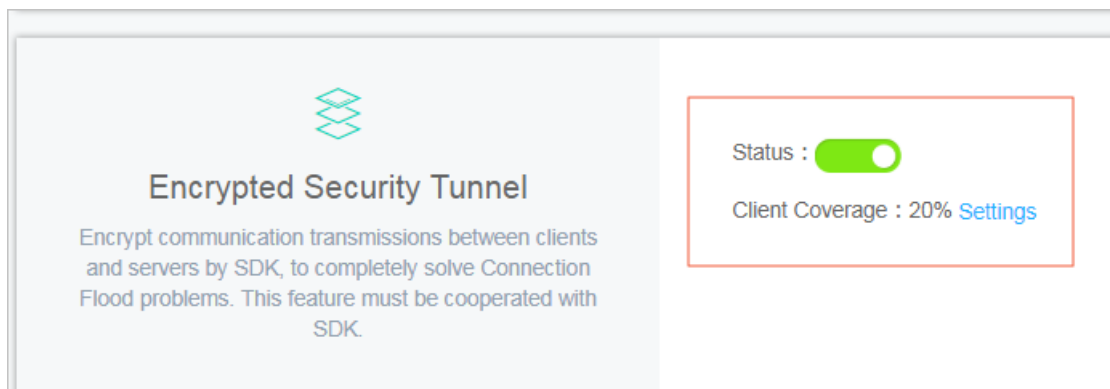 Encrypted Security Tunnel
Encrypt communication transmissions between clients
and servers by SDK, to completely solve Connection
Flood problems. This feature must be cooperated with
SDK.
Status :
Client Coverage : 20% Settings